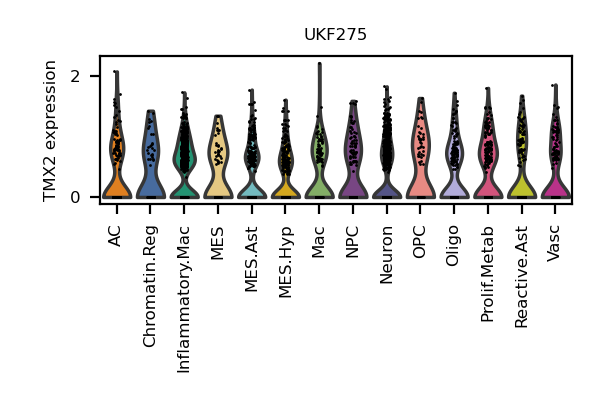 UKF275
TMX2 expression
2
0
AC
Chromatin.Reg
Inflammatory.Mac
MES
MES.Ast
MES.Hyp
Mac
NPC
Neuron
OPC
Oligo
Prolif.Metab
Reactive.Ast
Vasc